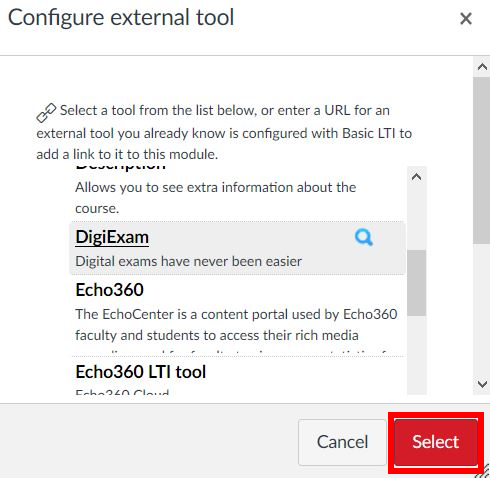 Configure external tool
Select a tool from the list below, or enter a URL for an
external tool you already know is configured with Basic LTI to
add a link to it to this module.
Description
Allows you to see extra information about the
course.
DigiExam
Digital exams have never been easier
Echo360
The EchoCenter is a content portal used by Echo360
faculty and students to access their rich media
Echo360 LTI tool
Echo360 Cloud
Cancel
Select